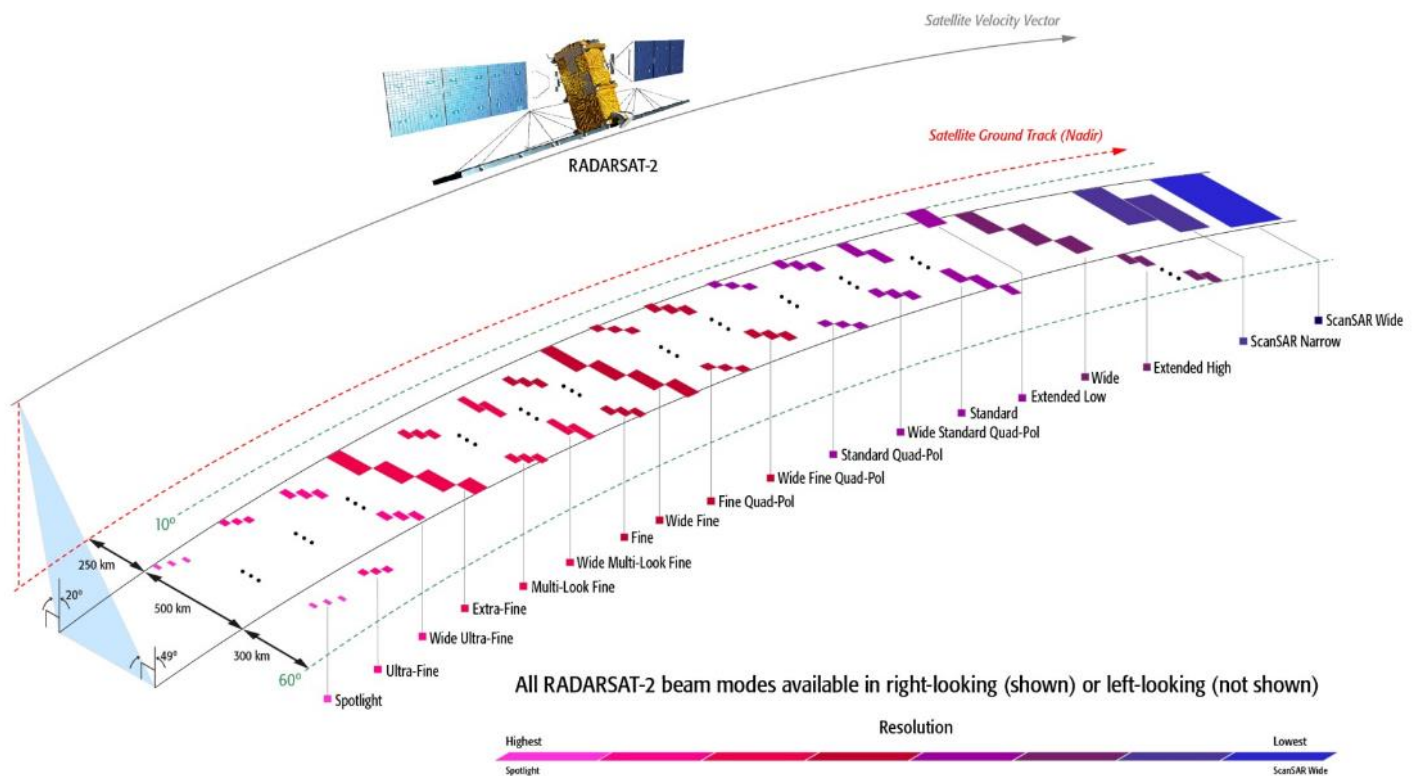 Satellite Velocity Vector
Satellite Ground Track (Nadir)
RADARSAT-2
10º
250 km
20º
500 km
49º
300 km
60º
ScanSAR Wide
ScanSAR Narrow
Extended High
Wide
Extended Low
Standard
Wide Standard Quad-Pol
Standard Quad-Pol
Wide Fine Quad-Pol
Fine Quad-Pol
Wide Fine
Fine
Wide Multi-Look Fine
Multi-Look Fine
Extra-Fine
Wide Ultra-Fine
Ultra-Fine
Spotlight
All RADARSAT-2 beam modes available in right-looking (shown) or left-looking (not shown)
Resolution
Highest Lowest
Spotlight ScanSAR Wide